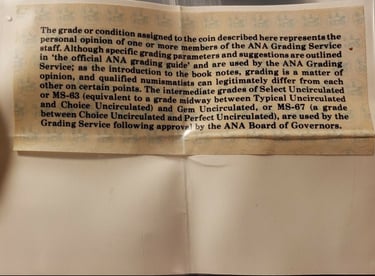 The grade or condition assigned to the coin described here represents the
personal opinion of one or more members of the ANA Grading Service
staff. Although specific grading parameters and suggestions are outlined
in 'the official ANA grading guide' and are used by the ANA Grading
Service; as the introduction to the book notes, grading is a matter of
opinion, and qualified numismatists can legitimately differ from each
other on certain points. The intermediate grades of Select Uncirculated
or MS-63 (equivalent to a grade midway between Typical Uncirculated
and Choice Uncirculated) and Gem Uncirculated, or MS-67 (a grade
between Choice Uncirculated and Perfect Uncirculated), are used by the
Grading Service following approval by the ANA Board of Governors.